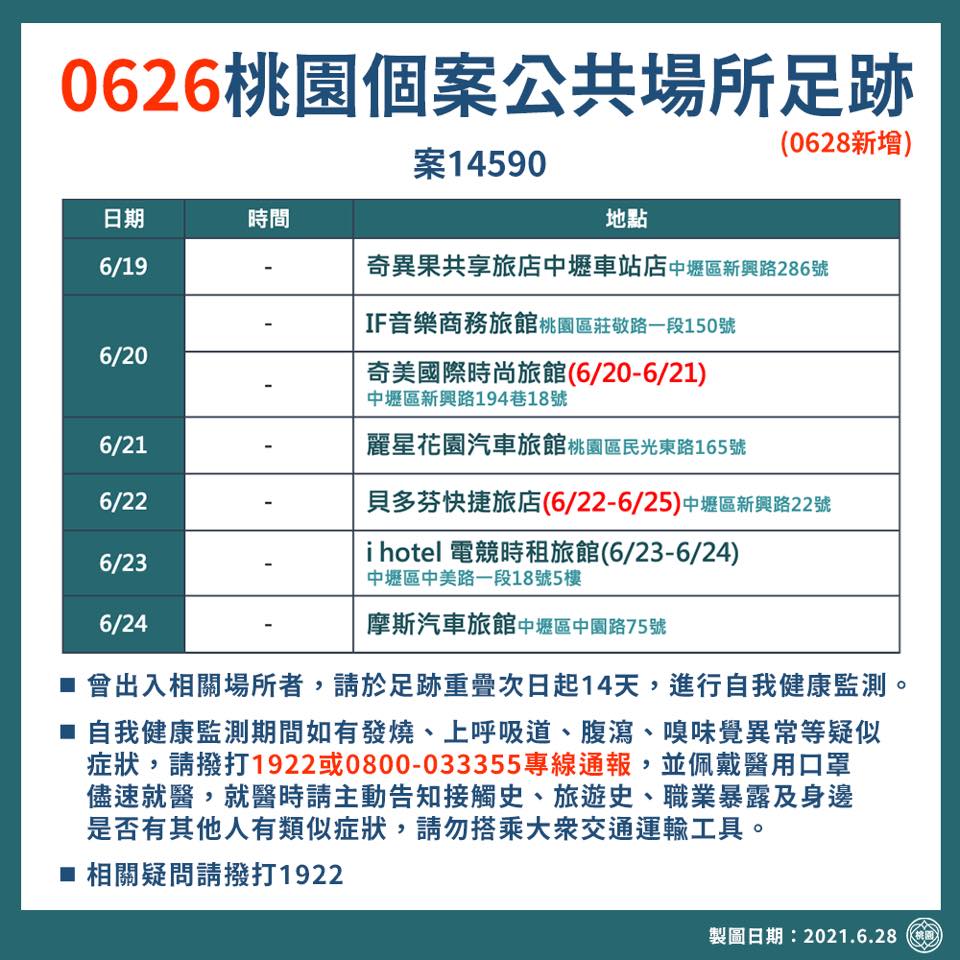 0626桃園個案公共場所足跡
(0628新增)
案14590
日期 時間 地點
6/19 - 奇異果共享旅店中壢車站店中壢區新興路286號
6/20
- IF音樂商務旅館桃園區莊敬路一段150號
- 奇美國際時尚旅館(6/20-6/21)
中壢區新興路194巷18號
6/21 - 麗星花園汽車旅館桃園區民光東路165號
6/22 - 貝多芬快捷旅店(6/22-6/25)中壢區新興路22號
6/23 - i hotel 電競時租旅館(6/23-6/24)
中壢區中美路一段18號5樓
6/24 - 摩斯汽車旅館中壢區中園路75號
■ 曾出入相關場所者，請於足跡重疊次日起14天，進行自我健康監測。
■ 自我健康監測期間如有發燒、上呼吸道、腹瀉、嗅味覺異常等疑似
症狀，請撥打1922或0800-033355專線通報，並佩戴醫用口罩
儘速就醫，就醫時請主動告知接觸史、旅遊史、職業暴露及身邊
是否有其他人有類似症狀，請勿搭乘大眾交通運輸工具。
■ 相關疑問請撥打1922
製圖日期：2021.6.28 桃園